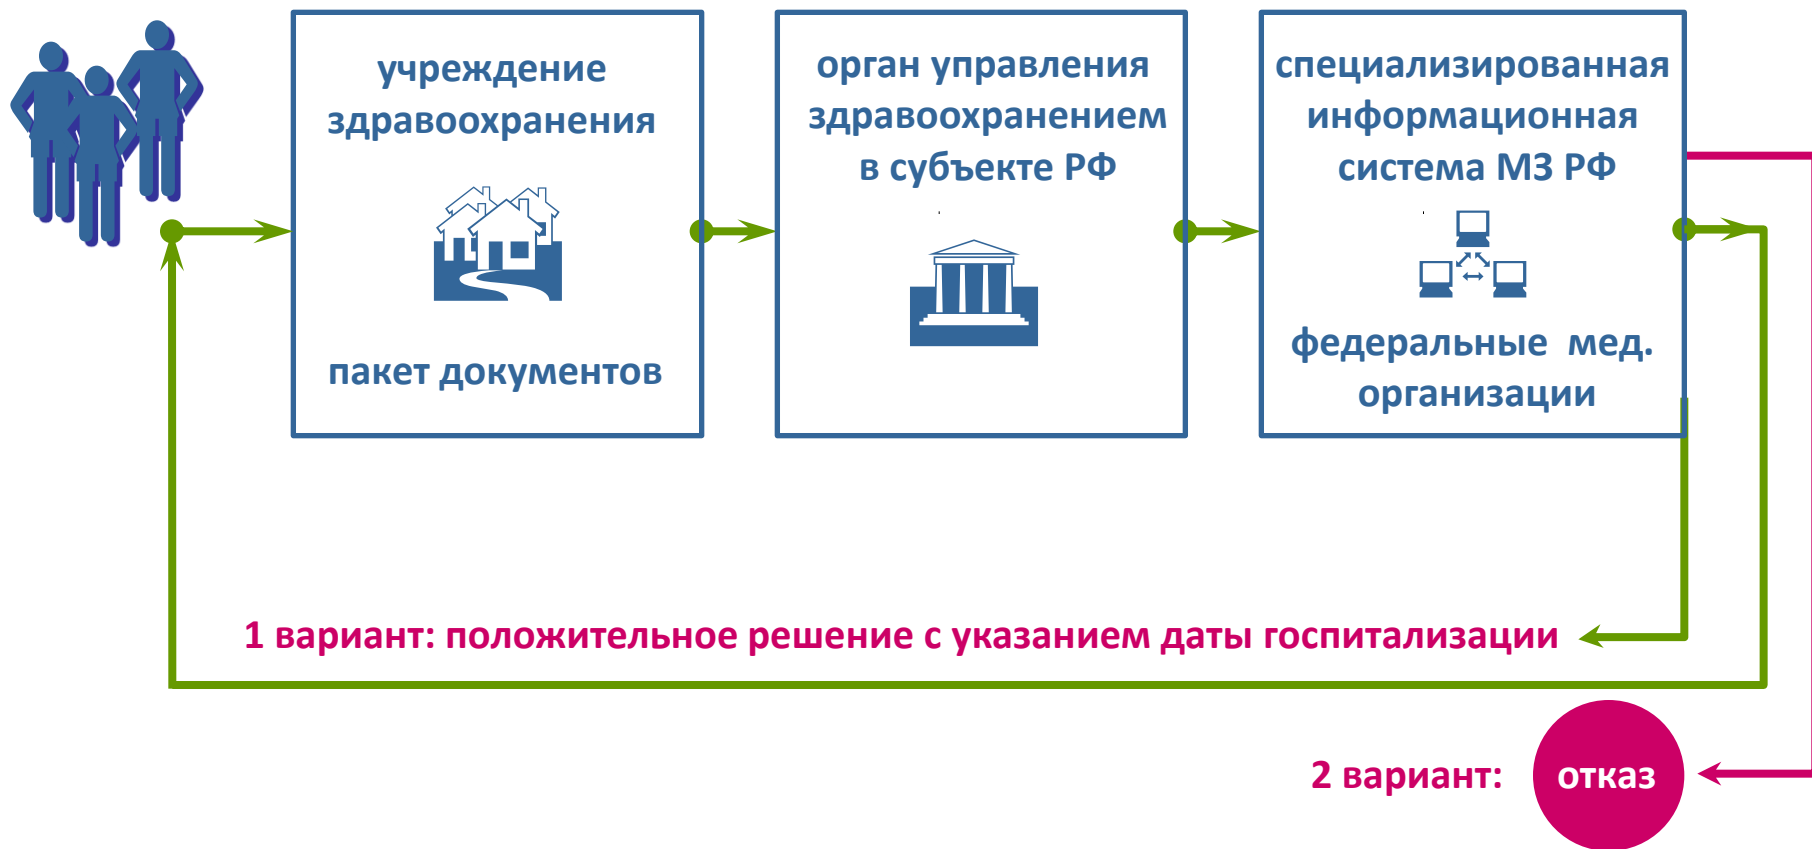 учреждение
здравоохранения
пакет документов
орган управления
здравоохранением
в субъекте РФ
специализированная
информационная
система МЗ РФ
федеральные мед.
организации
1 вариант: положительное решение с указанием даты госпитализации
2 вариант:
отказ